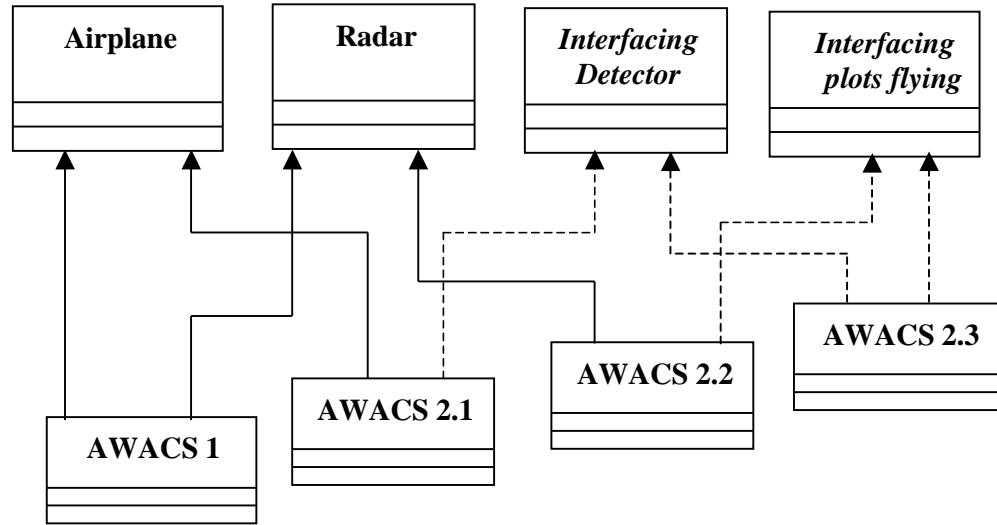 Airplane
Radar
Interfacing
Detector
Interfacing
plots flying
AWACS 2.3
AWACS 2.2
AWACS 2.1
AWACS 1